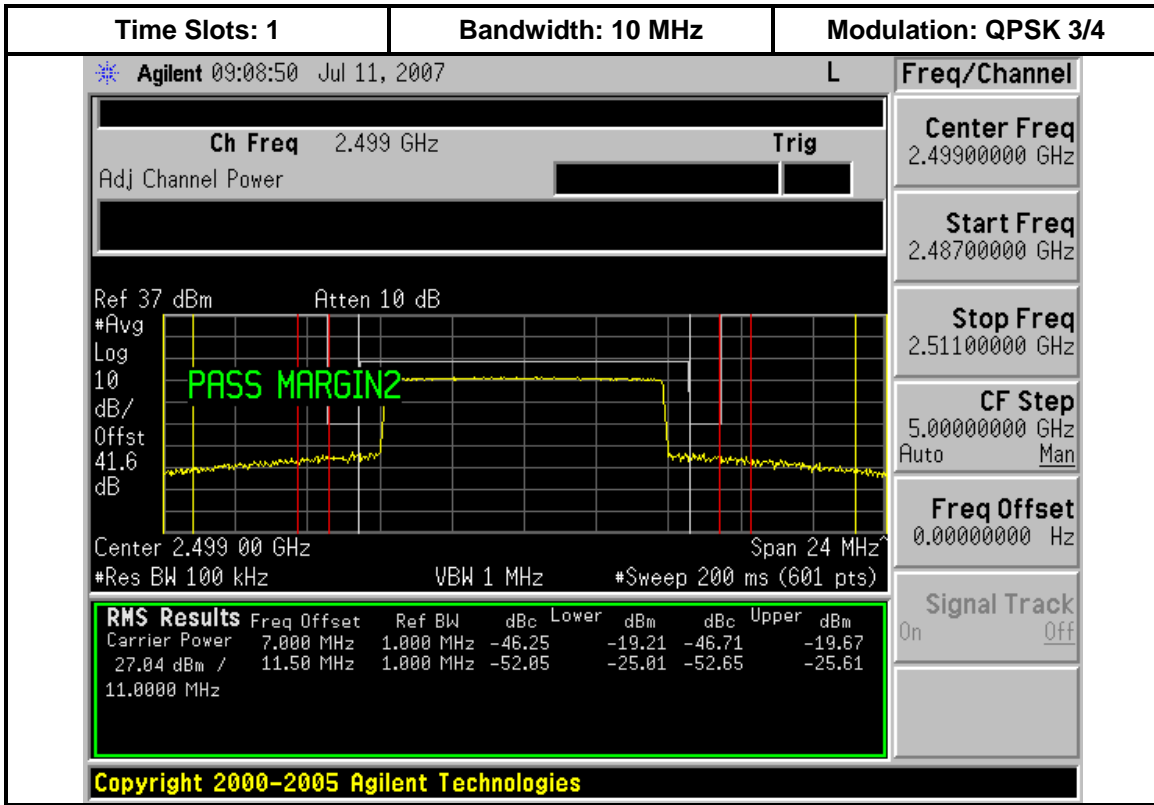 Time Slots: 1 Bandwidth: 10 MHz Modulation: QPSK 3/4
Agilent 09:08:50 Jul 11, 2007 L Freq/Channel
Ch Freq 2.499 GHz Trig
Adj Channel Power
Center Freq
2.49900000 GHz
Start Freq
2.48700000 GHz
Stop Freq
2.51100000 GHz
CF Step
5.00000000 GHz
Auto Man
Freq Offset
0.00000000 Hz
Signal Track
On Off
Ref 37 dBm Atten 10 dB
#Avg
Log
10
dB/
Offst
41.6
dB
PASS MARGIN2
Center 2.499 00 GHz Span 24 MHz^
#Res BW 100 kHz VBW 1 MHz #Sweep 200 ms (601 pts)
RMS Results Freq Offset Ref BW dBc Lower dBm dBc Upper dBm
Carrier Power 7.000 MHz 1.000 MHz -46.25 -19.21 -46.71 -19.67
27.04 dBm / 11.50 MHz 1.000 MHz -52.05 -25.01 -52.65 -25.61
11.0000 MHz
Copyright 2000-2005 Agilent Technologies